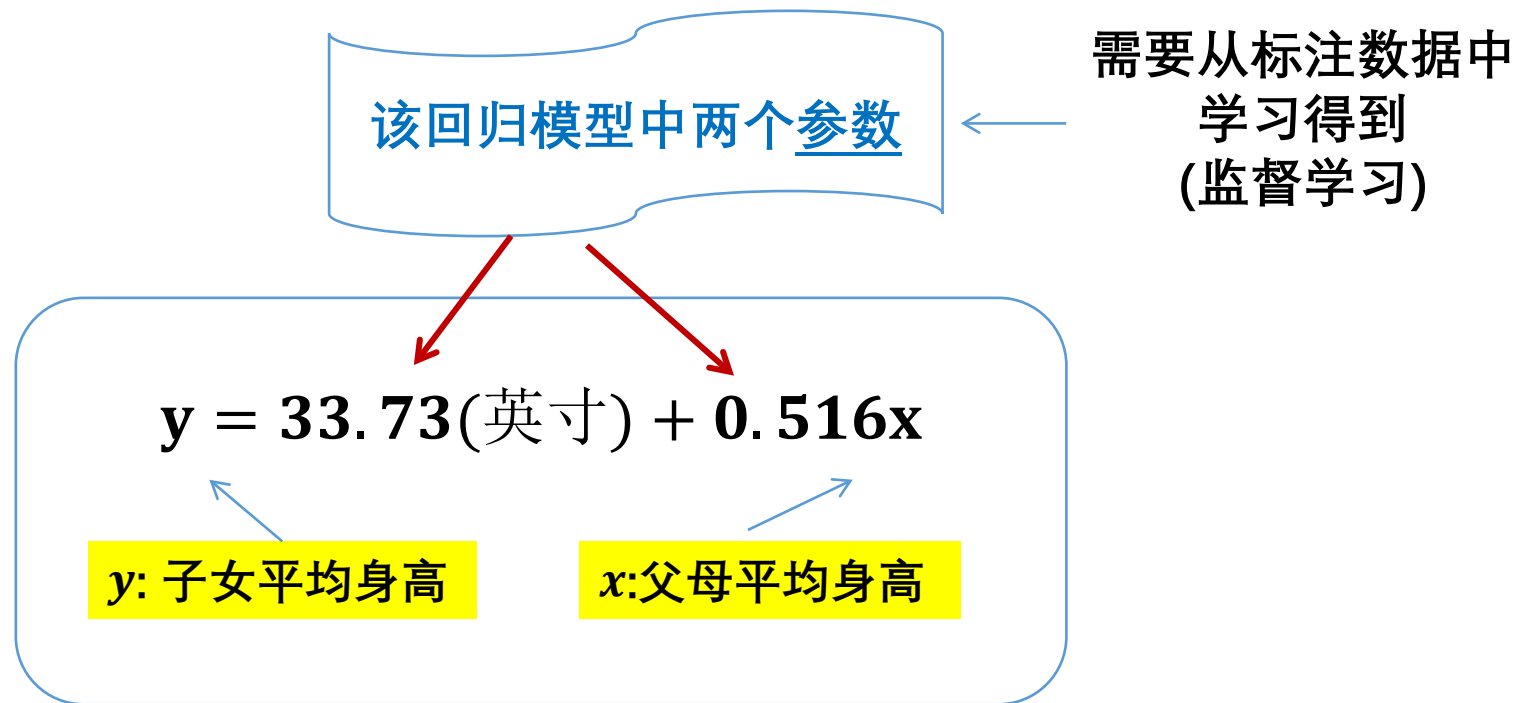 该回归模型中两个参数
需要从标注数据中
学习得到
(监督学习)
y = 33.73(英寸) + 0.516x
y: 子女平均身高
x:父母平均身高